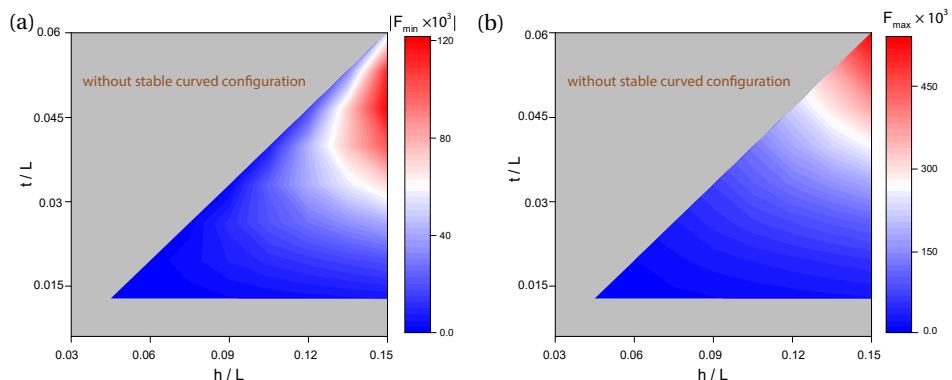 (a)
|F_min ×10³|
0.06
0.045
0.03
0.015
t / L
without stable curved configuration
0.03 0.06 0.09 0.12 0.15
h / L
120
80
40
0.0
(b)
F_max ×10³
0.06
0.045
0.03
0.015
t / L
without stable curved configuration
0.03 0.06 0.09 0.12 0.15
h / L
450
300
150
0.0